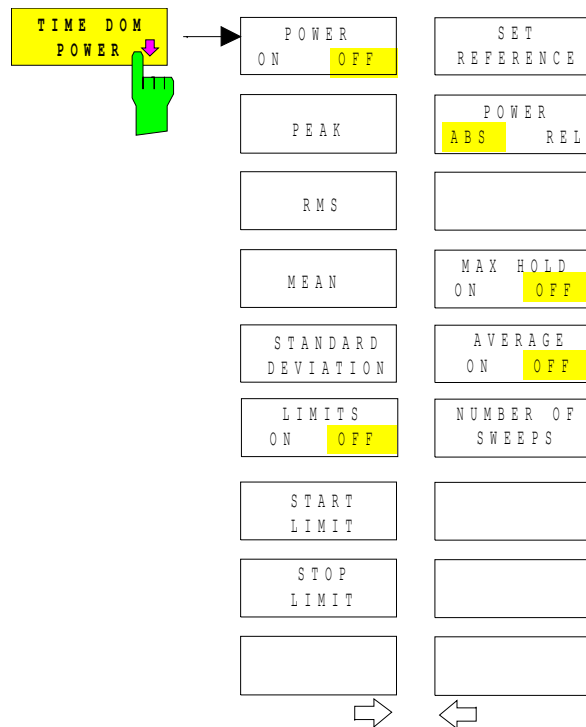 TIME DOM
POWER
POWER
ON OFF
PEAK
RMS
MEAN
STANDARD
DEVIATION
LIMITS
ON OFF
START
LIMIT
STOP
LIMIT
SET
REFERENCE
POWER
ABS REL
MAX HOLD
ON OFF
AVERAGE
ON OFF
NUMBER OF
SWEEPS